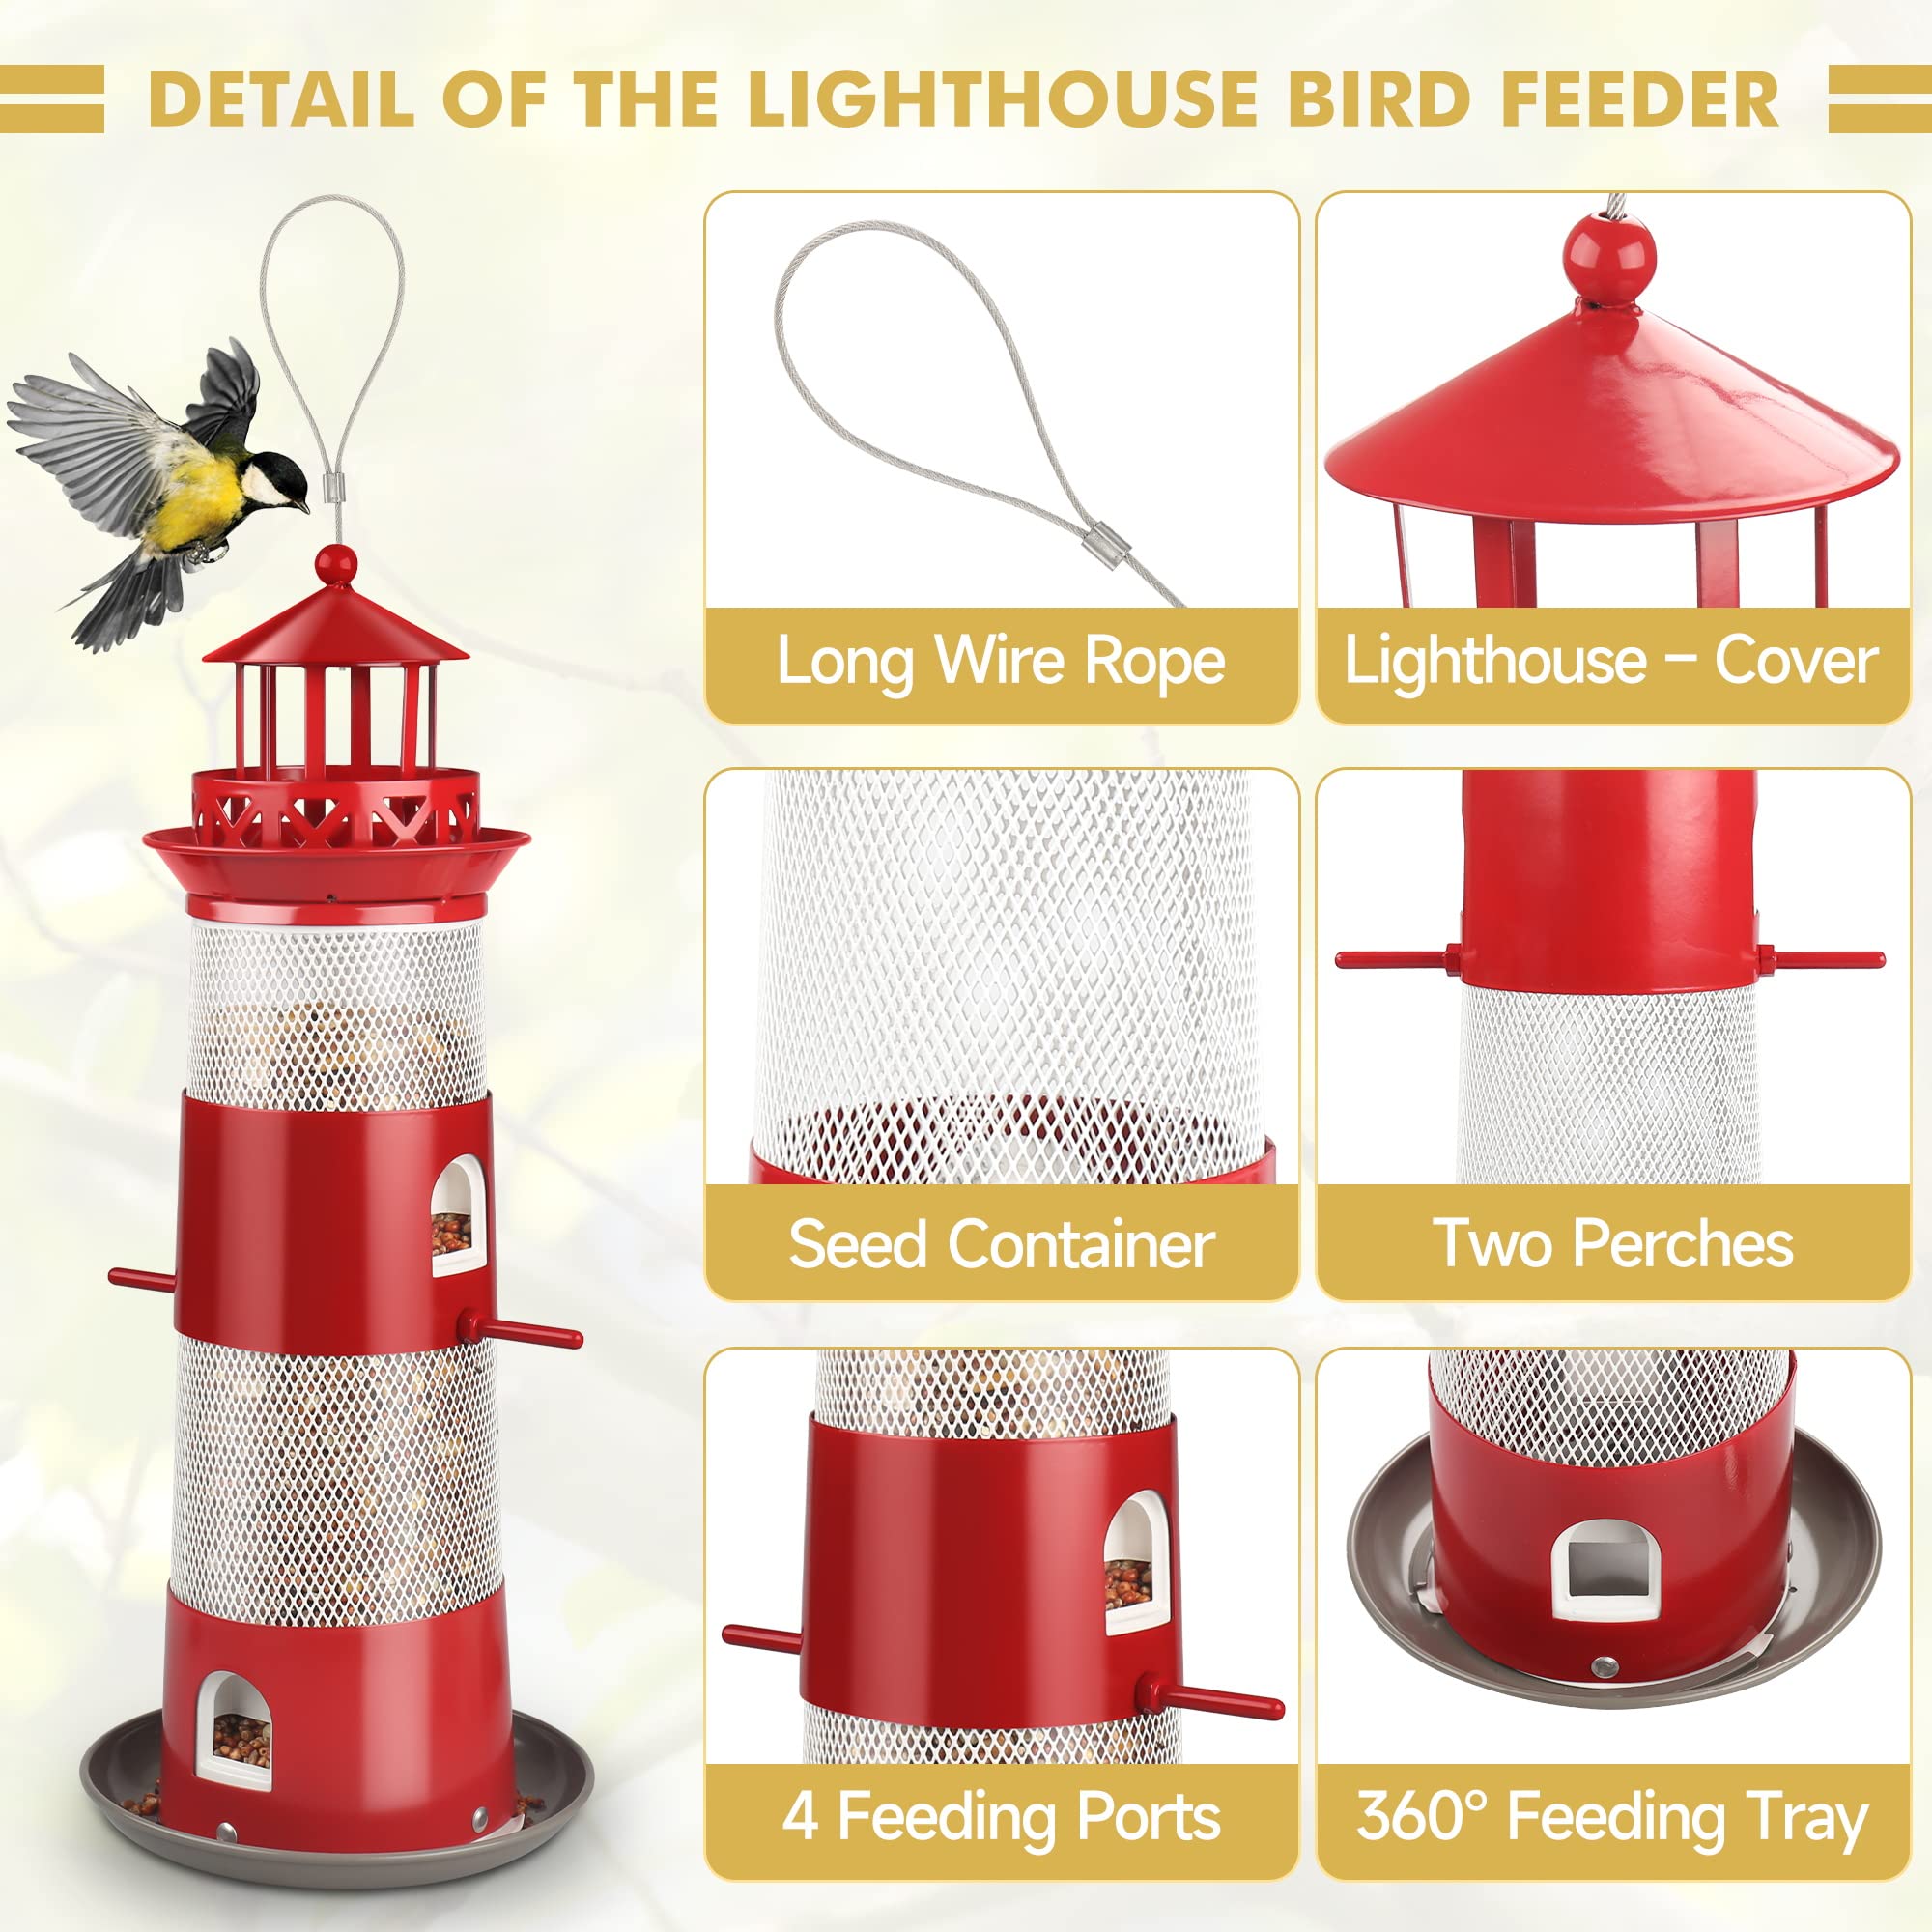 DETAIL OF THE LIGHTHOUSE BIRD FEEDER
Long Wire Rope
Lighthouse - Cover
Seed Container
Two Perches
4 Feeding Ports
360° Feeding Tray